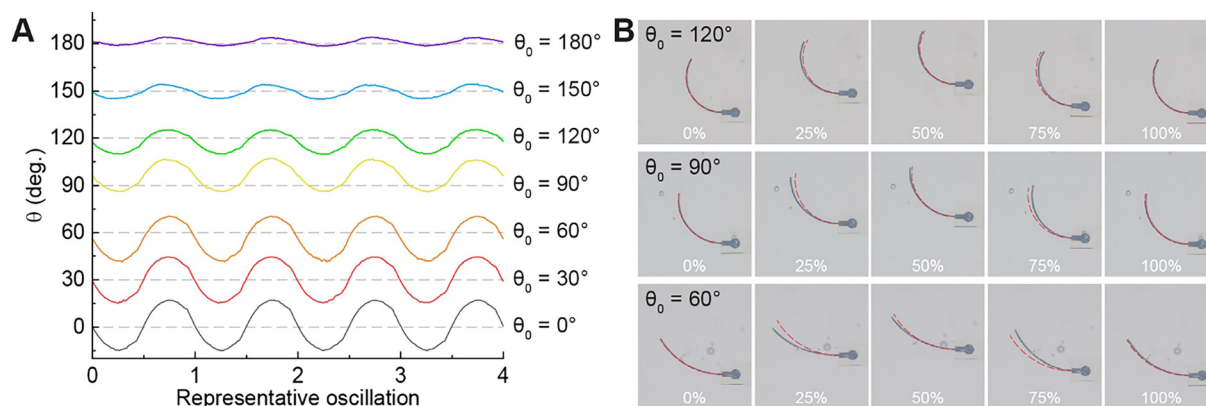 A
180
150
120
90
60
30
0
θ (deg.)
θ₀ = 180°
θ₀ = 150°
θ₀ = 120°
θ₀ = 90°
θ₀ = 60°
θ₀ = 30°
θ₀ = 0°
0 1 2 3 4
Representative oscillation
B
θ₀ = 120°
0% 25% 50% 75% 100%
θ₀ = 90°
0% 25% 50% 75% 100%
θ₀ = 60°
0% 25% 50% 75% 100%